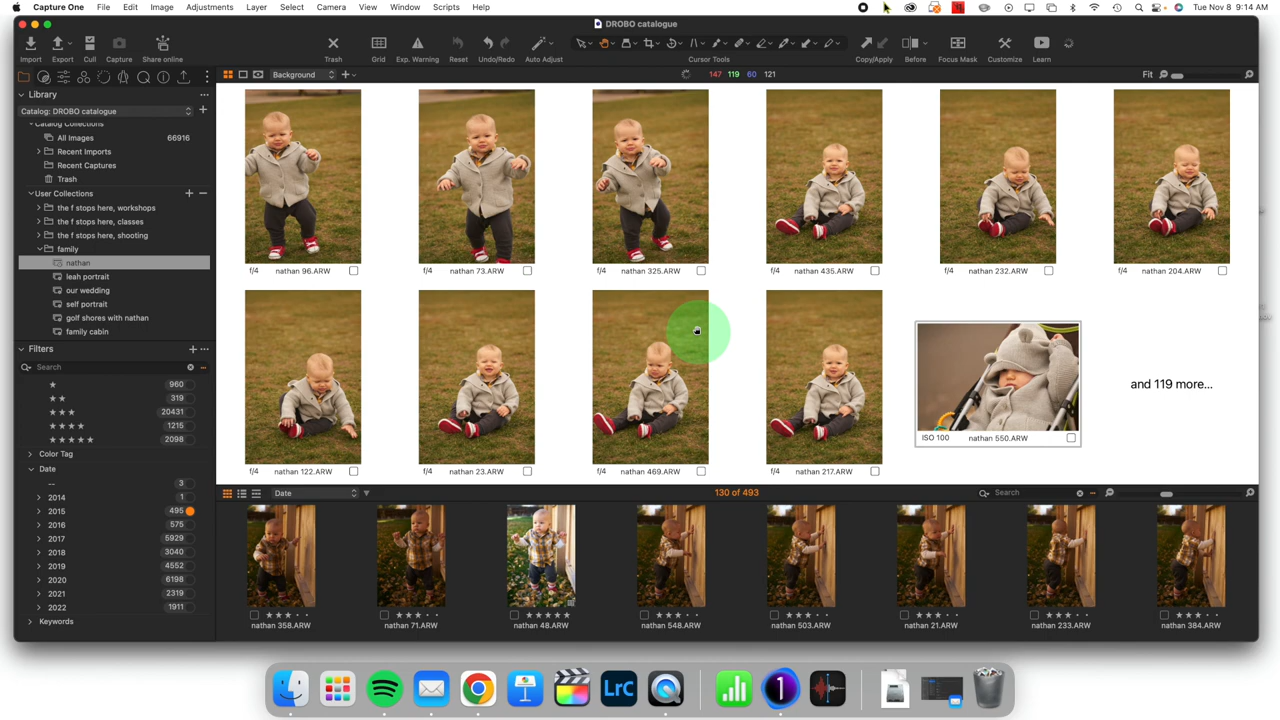 Capture One File Edit Image Adjustments Layer Select Camera View Window Scripts Help Tue Nov 8 9:14 AM
DROBO catalogue
Import Export Cull Capture Share online Trash Grid Exp. Warning Reset Undo/Redo Auto Adjust Cursor Tools Copy/Apply Before Focus Mask Customize Learn
Background 147 119 60 121 Fit
Library
Catalog: DROBO catalogue
Catalog Collections
All Images 66916
Recent Imports
Recent Captures
Trash
User Collections
the f stops here, workshops
the f stops here, classes
the f stops here, shooting
family
nathan
leah portrait
our wedding
self portrait
golf shores with nathan
family cabin
Filters
Search
960
319
20431
1215
2098
Color Tag
Date
-- 3
2014 1
2015 495
2016 575
2017 5929
2018 3040
2019 4552
2020 6198
2021 2319
2022 1911
Keywords
f/4 nathan 96.ARW
f/4 nathan 73.ARW
f/4 nathan 325.ARW
f/4 nathan 435.ARW
f/4 nathan 232.ARW
f/4 nathan 204.ARW
f/4 nathan 122.ARW
f/4 nathan 23.ARW
f/4 nathan 469.ARW
f/4 nathan 217.ARW
ISO 100 nathan 550.ARW
and 119 more...
Date 130 of 493 Search
nathan 358.ARW
nathan 71.ARW
nathan 48.ARW
nathan 548.ARW
nathan 503.ARW
nathan 21.ARW
nathan 233.ARW
nathan 384.ARW
LrC
1